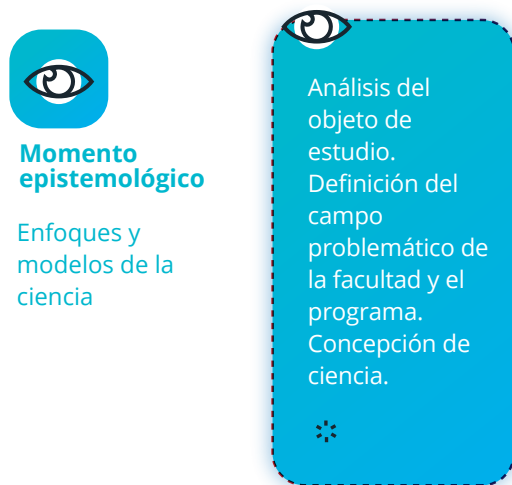 Momento
epistemológico
Enfoques y
modelos de la
ciencia
Análisis del
objeto de
estudio.
Definición del
campo
problemático de
la facultad y el
programa.
Concepción de
ciencia.